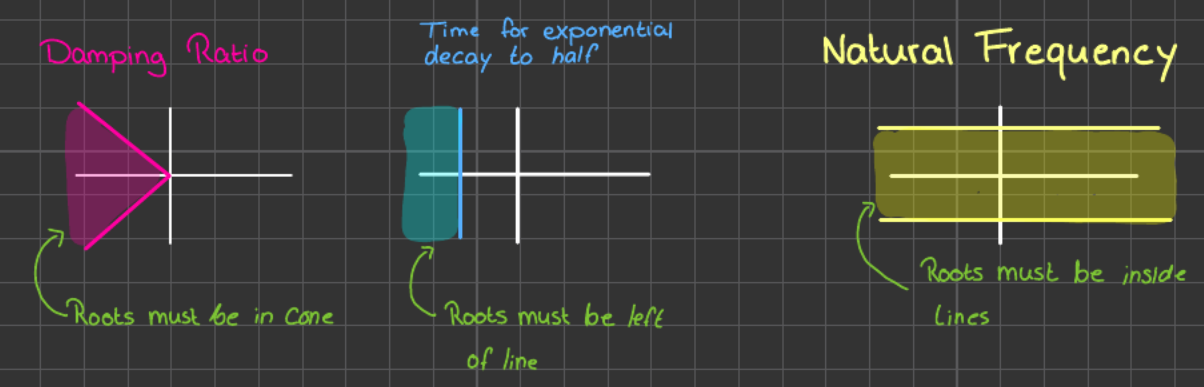 Damping Ratio
Time for exponential
decay to half
Natural Frequency
Roots must be in cone
Roots must be left
of line
Roots must be inside
lines